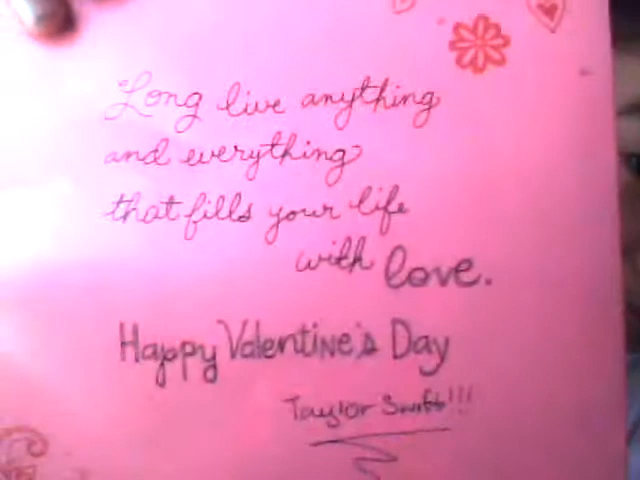 Long live anything
and everything
that fills your life
with love.
Happy Valentine's Day
Taylor Swift!!!